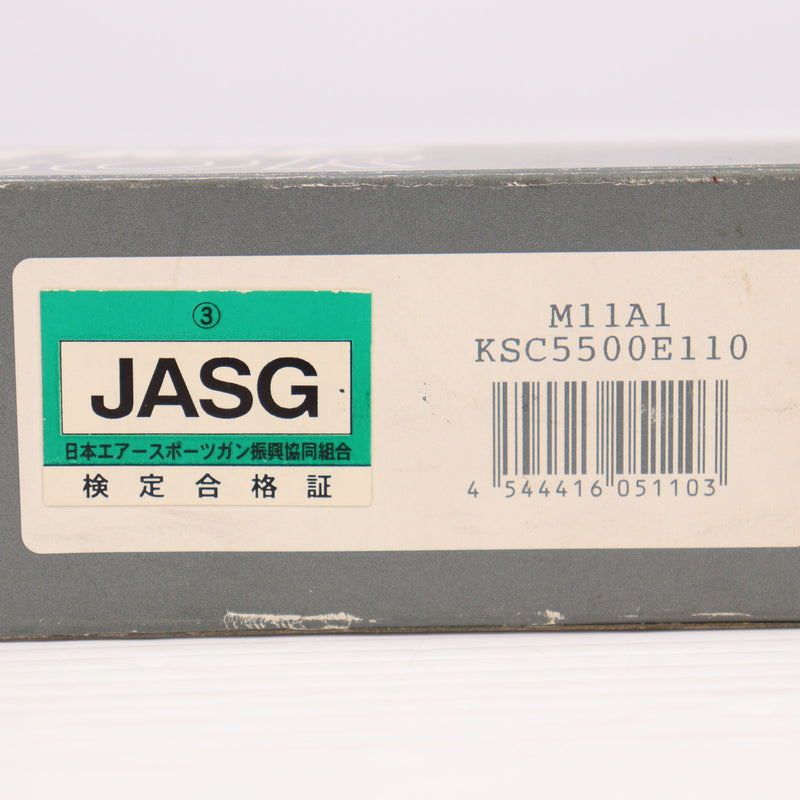 ③
JASG
日本エアースポーツガン振興協同組合
検定合格証
M11A1
KSC5500E110
4 544416 051103